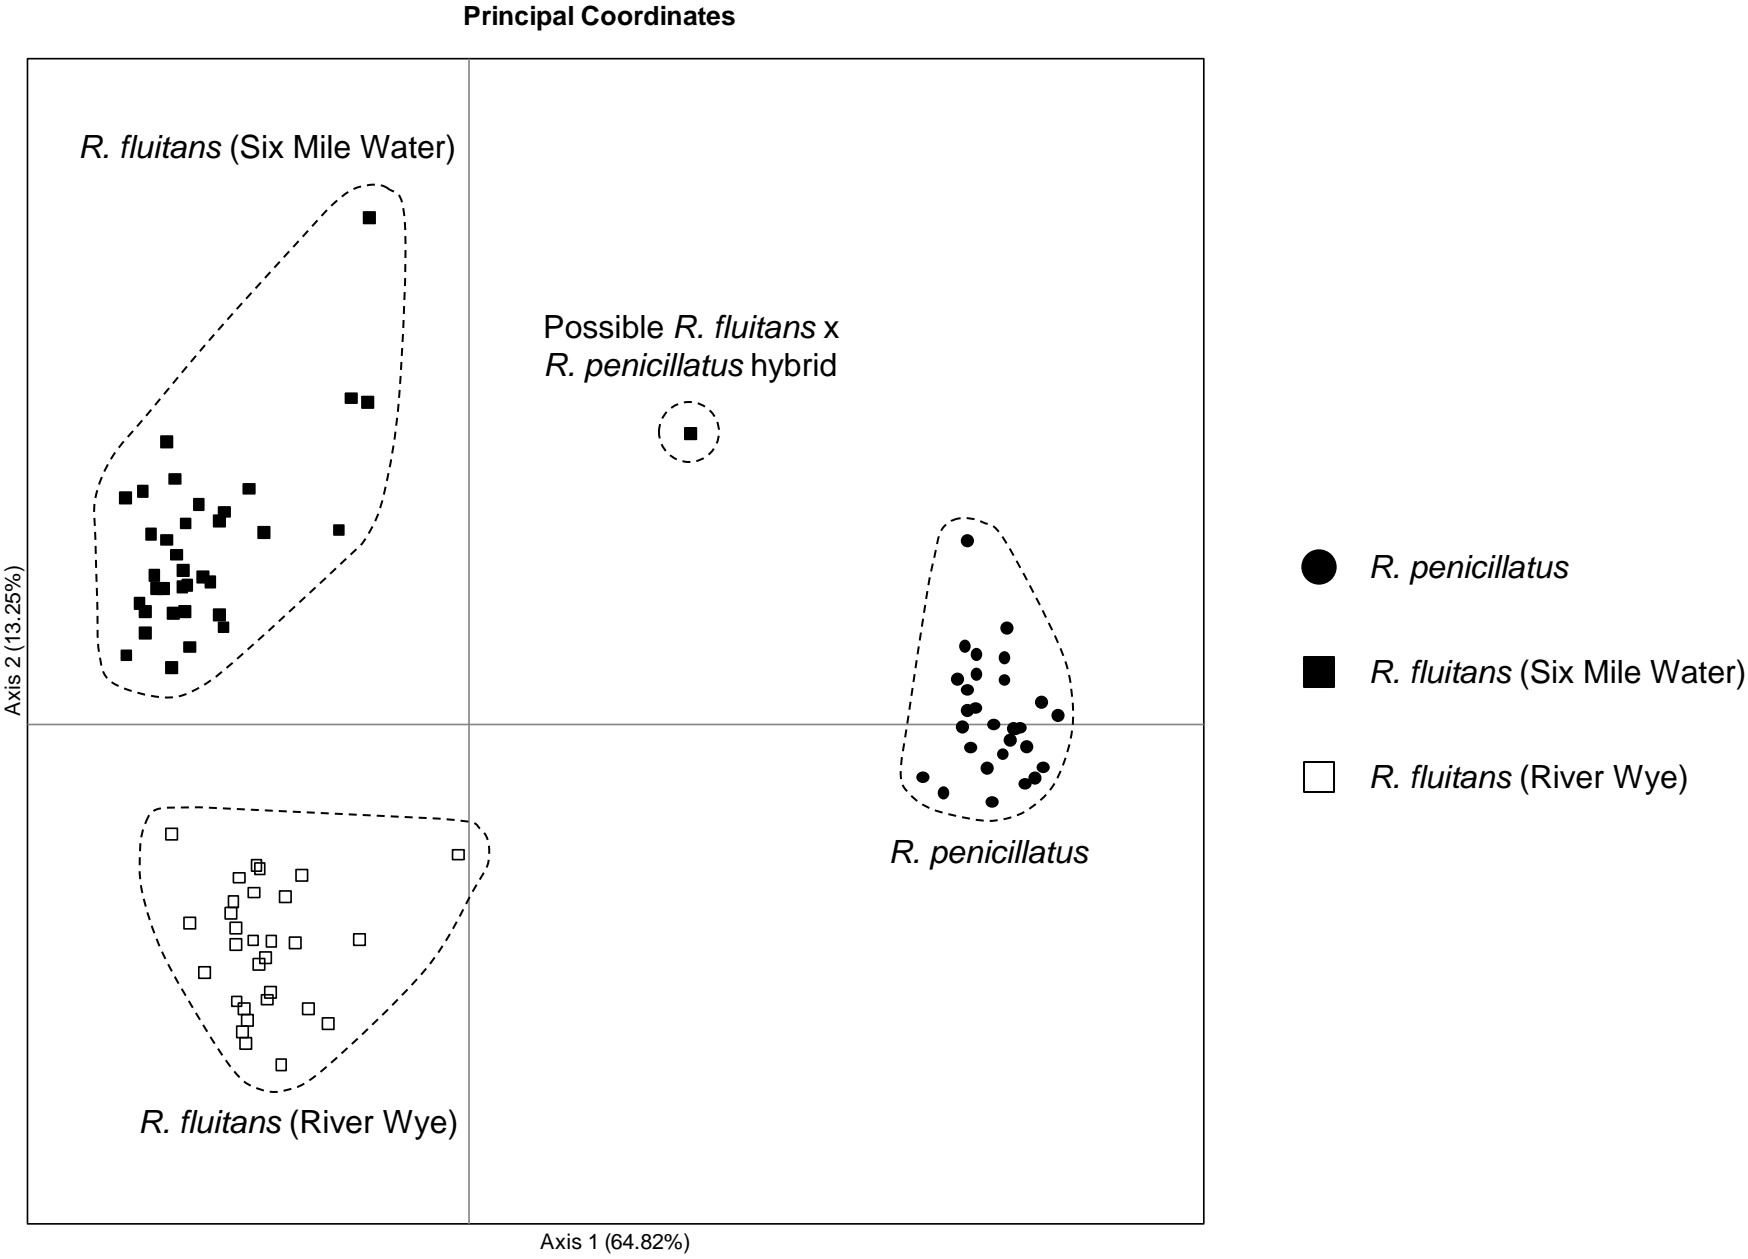 Principal Coordinates
R. fluitans (Six Mile Water)
Possible R. fluitans x
R. penicillatus hybrid
R. penicillatus
R. fluitans (Six Mile Water)
R. fluitans (River Wye)
R. penicillatus
R. fluitans (River Wye)
Axis 2 (13.25%)
Axis 1 (64.82%)